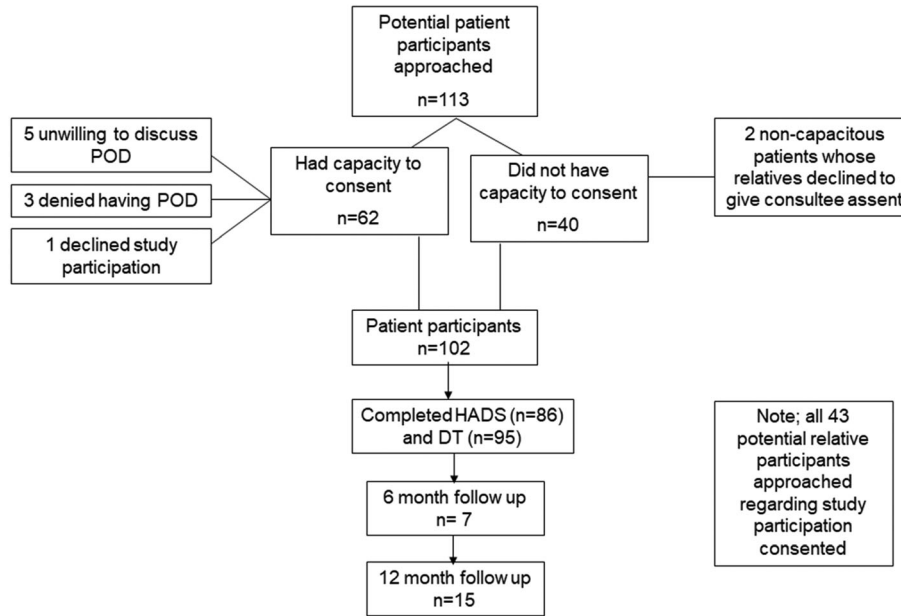 Potential patient
participants
approached
n=113
5 unwilling to discuss
POD
3 denied having POD
1 declined study
participation
Had capacity to
consent
n=62
Did not have
capacity to consent
n=40
2 non-capacitous
patients whose
relatives declined to
give consultee assent
Patient participants
n=102
Completed HADS (n=86)
and DT (n=95)
6 month follow up
n= 7
12 month follow up
n=15
Note; all 43
potential relative
participants
approached
regarding study
participation
consented